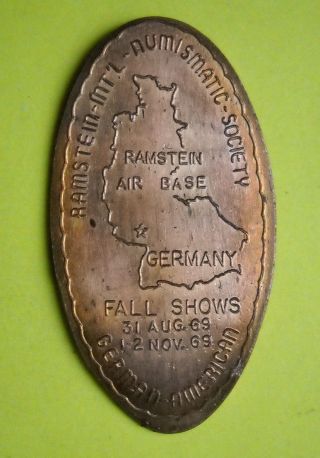 RAMSTEIN-INT'L-NUMISMATIC-SOCIETY
RAMSTEIN
AIR BASE
GERMANY
FALL SHOWS
31 AUG 69
1-2 NOV. 69
GERMAN-AMERICAN